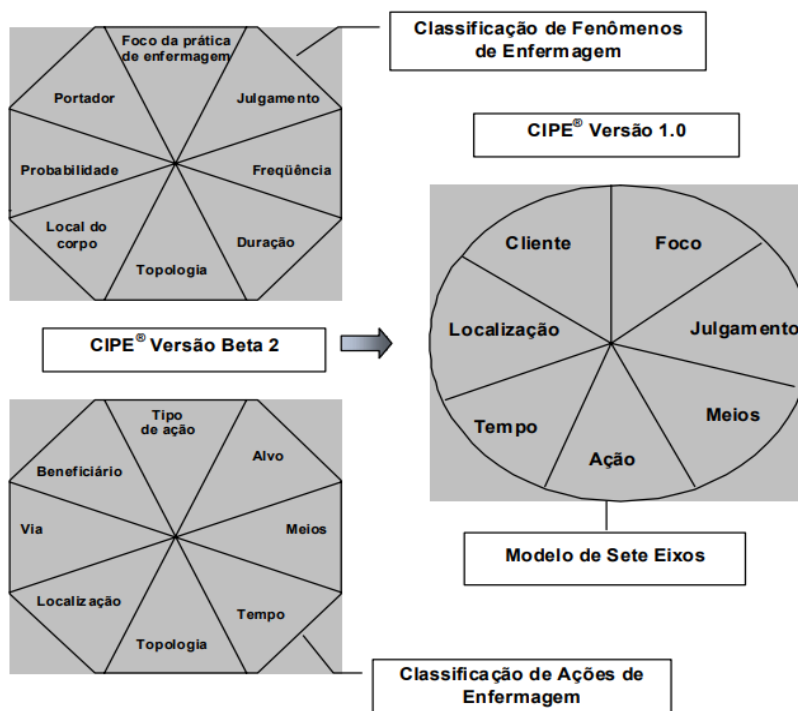 Classificação de Fenômenos
de Enfermagem
Foco da prática
de enfermagem
Portador
Julgamento
Probabilidade
Freqüência
Local do
corpo
Duração
Topologia
CIPE® Versão Beta 2
Tipo
de ação
Beneficiário
Alvo
Via
Meios
Localização
Tempo
Topologia
Classificação de Ações de
Enfermagem
CIPE® Versão 1.0
Cliente
Foco
Localização
Julgamento
Tempo
Meios
Ação
Modelo de Sete Eixos